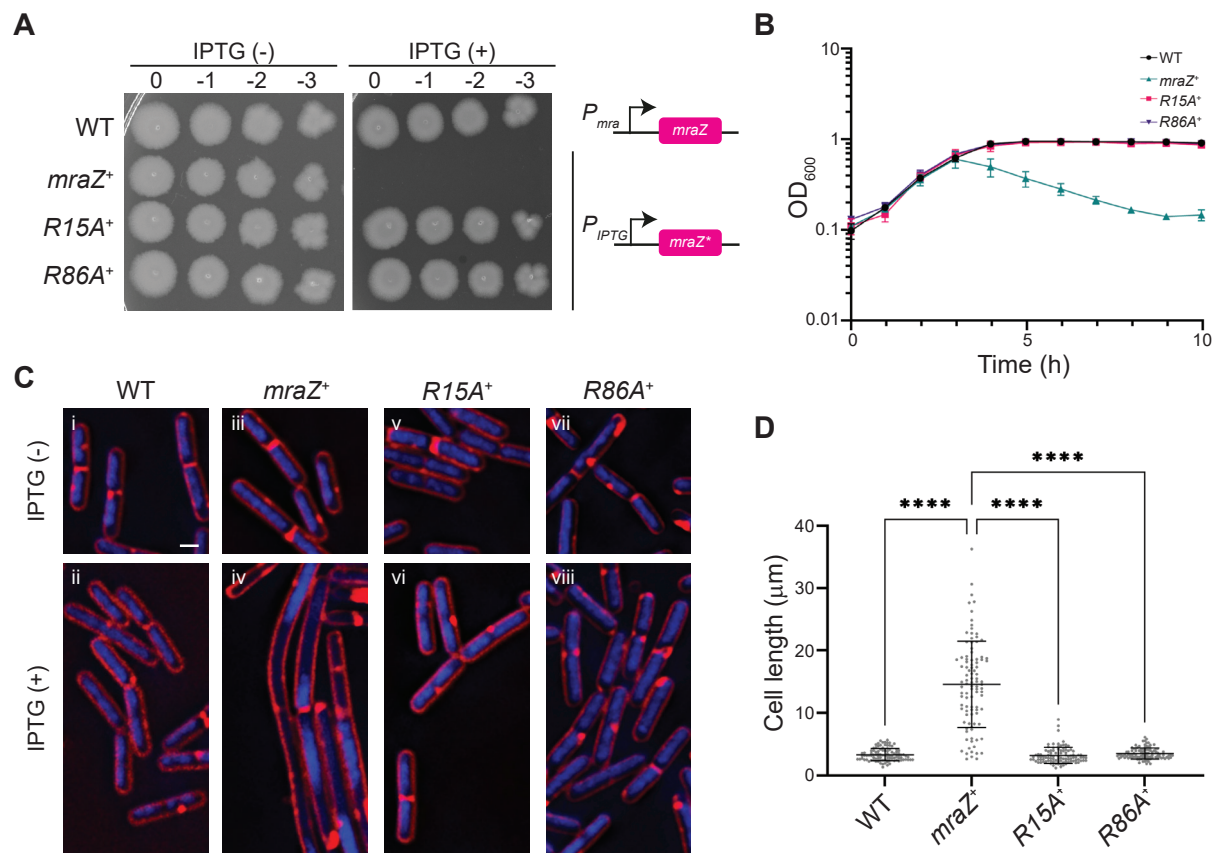 A
IPTG (-)
IPTG (+)
0 -1 -2 -3
0 -1 -2 -3
WT
mraZ+
R15A+
R86A+
Pmra
mraZ
PIPTG
mraZ*
B
WT
mraZ+
R15A+
R86A+
10
1
0.1
0.01
OD600
0 5 10
Time (h)
C
WT
mraZ+
R15A+
R86A+
IPTG (-)
i
iii
v
vii
IPTG (+)
ii
iv
vi
viii
D
****
****
****
40
30
20
10
0
Cell length (μm)
WT
mraZ+
R15A+
R86A+